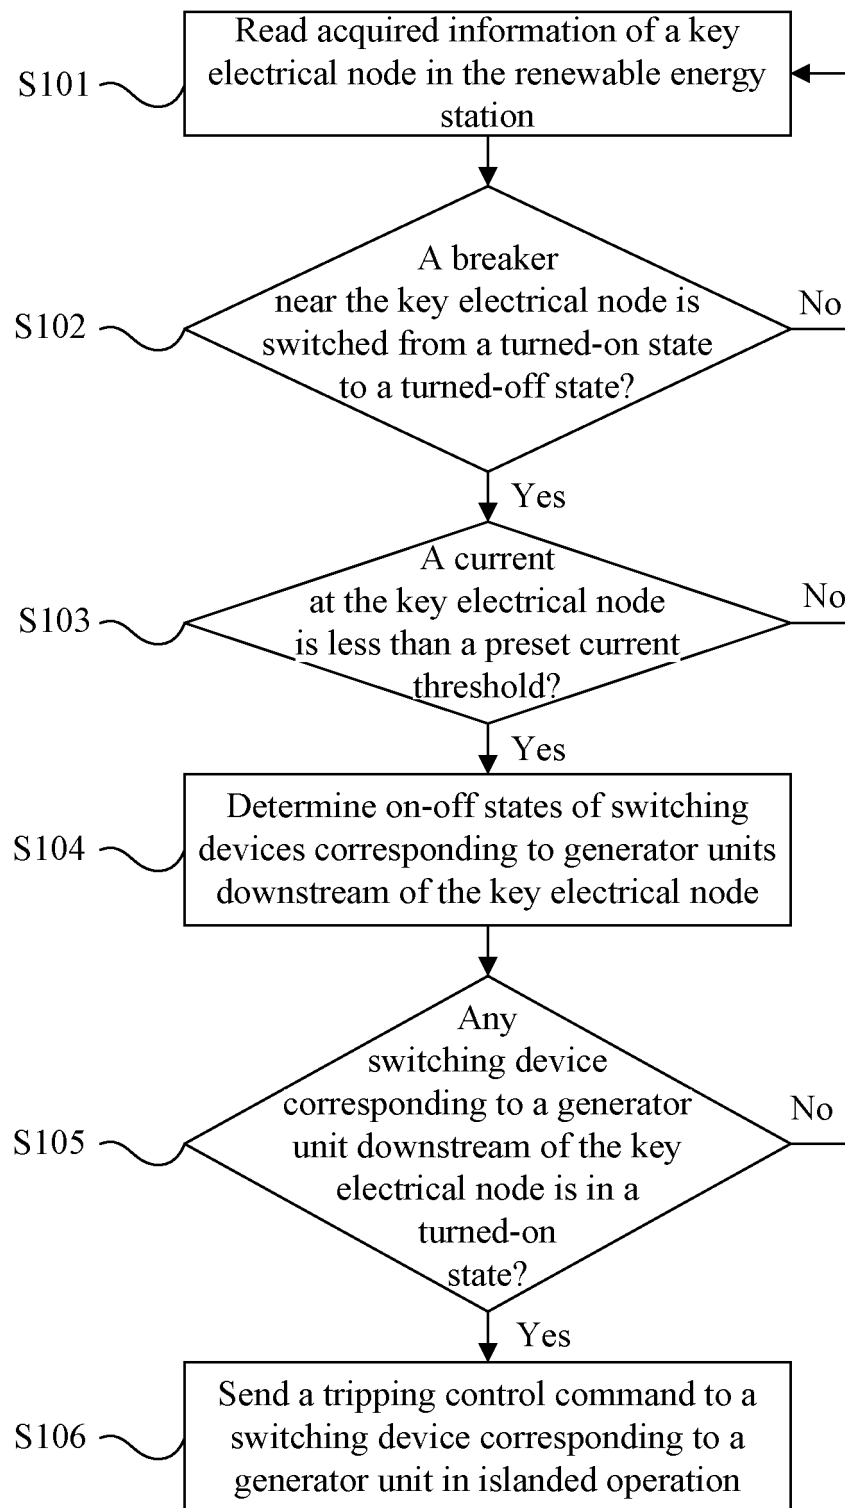 Read acquired information of a key
electrical node in the renewable energy
station
S101
A breaker
near the key electrical node is
switched from a turned-on state
to a turned-off state?
S102
No
Yes
A current
at the key electrical node
is less than a preset current
threshold?
S103
No
Yes
Determine on-off states of switching
devices corresponding to generator units
downstream of the key electrical node
S104
Any
switching device
corresponding to a generator
unit downstream of the key
electrical node is in a
turned-on
state?
S105
No
Yes
Send a tripping control command to a
switching device corresponding to a
generator unit in islanded operation
S106